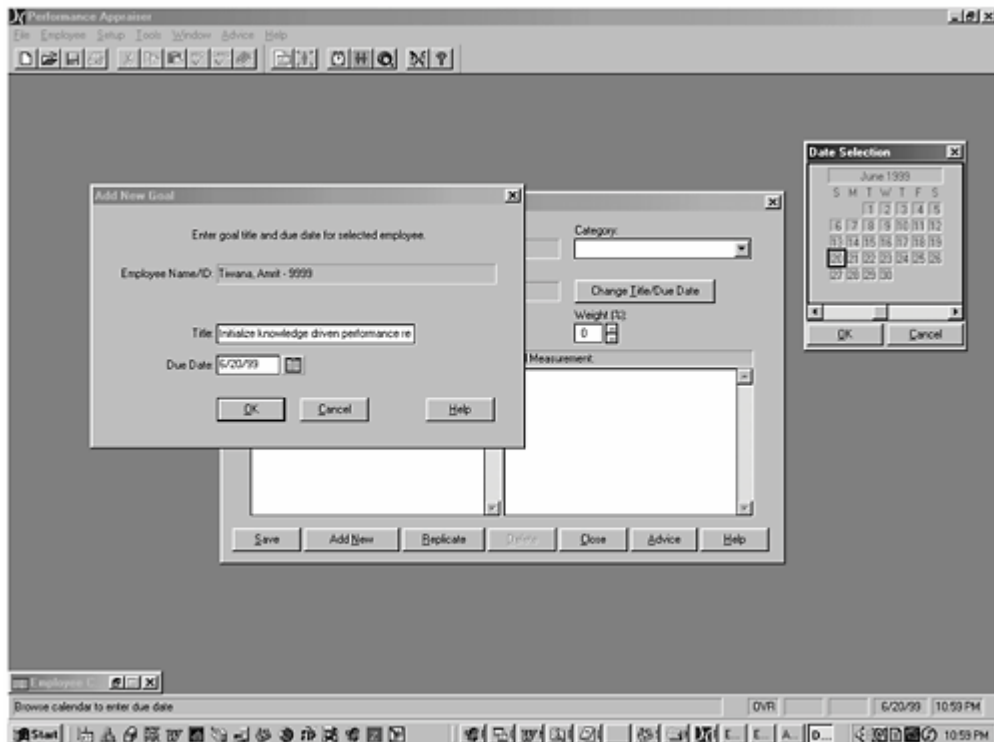 Performance Appraiser
File Employee Setup Tools Window Advice Help
Date Selection
June 1999
S M T W T F S
1 2 3 4 5
6 7 8 9 10 11 12
13 14 15 16 17 18 19
20 21 22 23 24 25 26
27 28 29 30
OK Cancel
Add New Goal
Enter goal title and due date for selected employee.
Employee Name/ID: Tiwana, Amrit - 9999
Title: Initialize knowledge driven performance re
Due Date: 6/20/99
OK Cancel Help
Category:
Change Title/Due Date
Weight (%):
0
Measurement:
Save Add New Replicate Delete Close Advice Help
Employee
Browse calendar to enter due date
OVR 6/20/99 10:59 PM
Start E... E... A... D... 10:59 PM